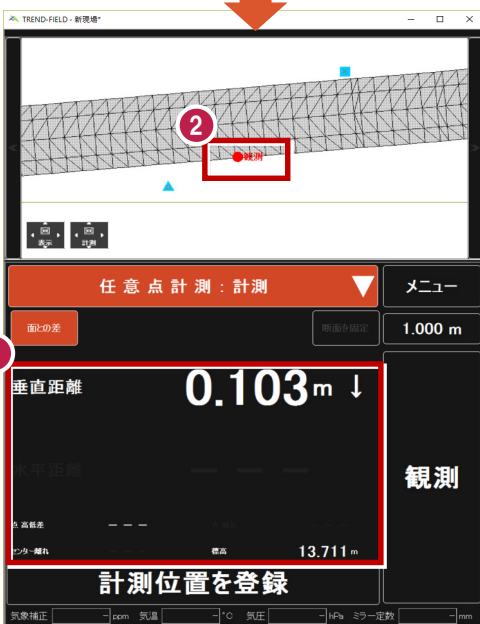 TREND-FIELD - 新現場*
2
観測
表示 計測
任意点計測：計測
メニュー
面との差
断面を固定
1.000 m
垂直距離 0.103 m ↓
水平距離 － － －
観測
点高低差 － － －
センター離れ － － － 標高 13.711 m
計測位置を登録
気象補正 - ppm 気温 - °C 気圧 - hPa ミラー定数 - mm